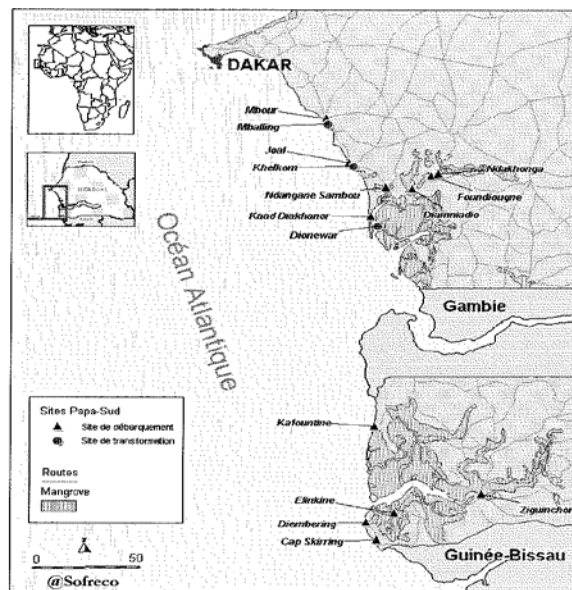 DAKAR
Mbour
Mballing
Joal
Khelkom
Ndakhonga
Ndangane Sambou
Foundiougne
Diamniadio
Dionewar
Océan Atlantique
Gambie
Sites Papa-Sud
Site de débarquement
Site de transformation
Kafountine
Routes
Mangrove
Elinkine
Ziguinchor
Diembering
Cap Skirring
Guinée-Bissau
0 50
@Sofreco